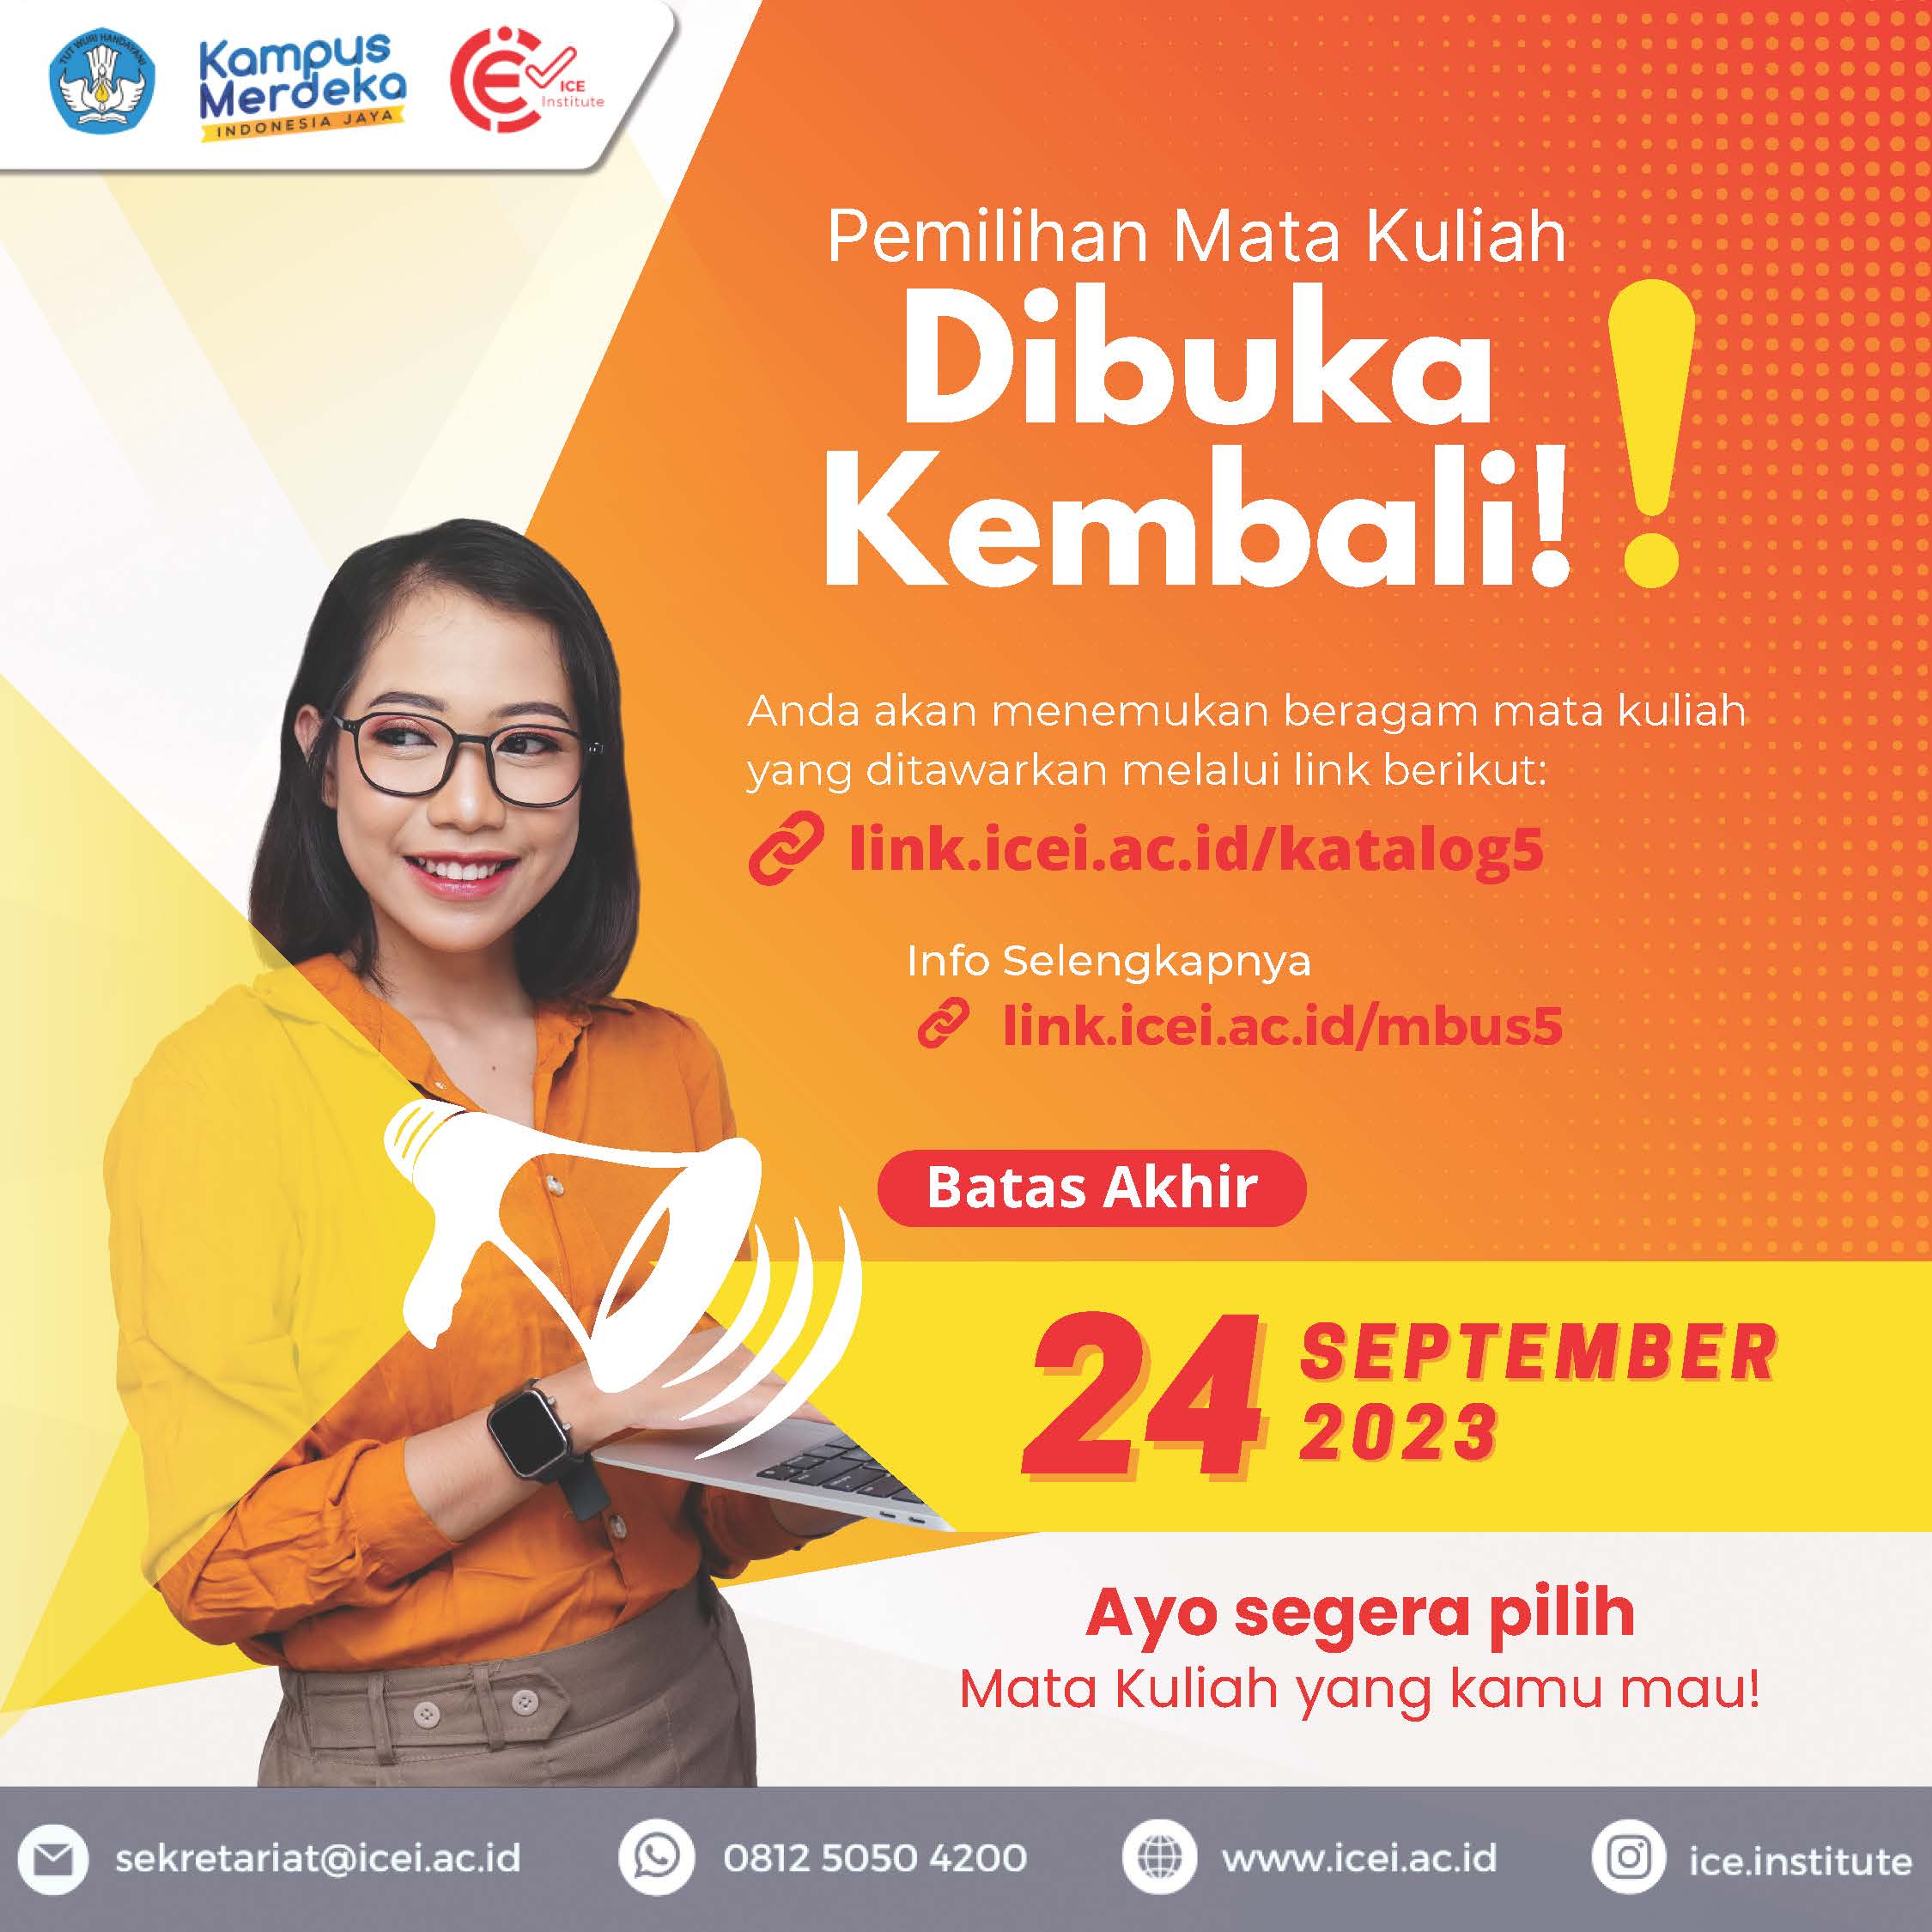 TUT WURI HANDAYANI
Kampus
Merdeka
INDONESIA JAYA
ICE
Institute
Pemilihan Mata Kuliah
Dibuka
Kembali!
Anda akan menemukan beragam mata kuliah
yang ditawarkan melalui link berikut:
link.icei.ac.id/katalog5
Info Selengkapnya
link.icei.ac.id/mbus5
Batas Akhir
24 SEPTEMBER
2023
Ayo segera pilih
Mata Kuliah yang kamu mau!
sekretariat@icei.ac.id
0812 5050 4200
www.icei.ac.id
ice.institute